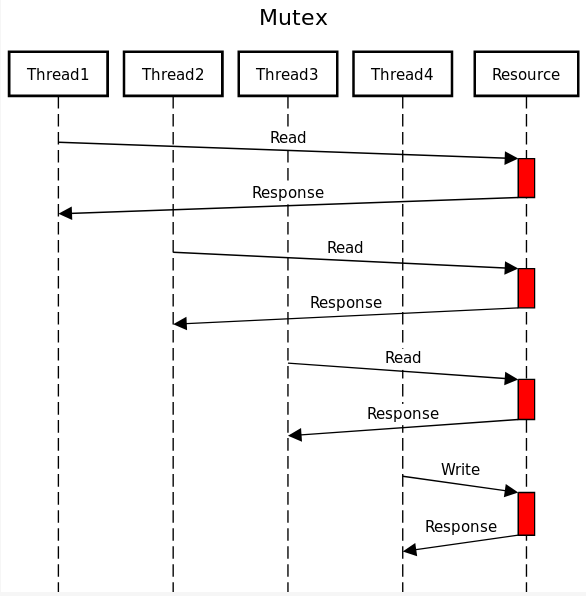 Mutex
Thread1 Thread2 Thread3 Thread4 Resource
Read
Response
Read
Response
Read
Response
Write
Response